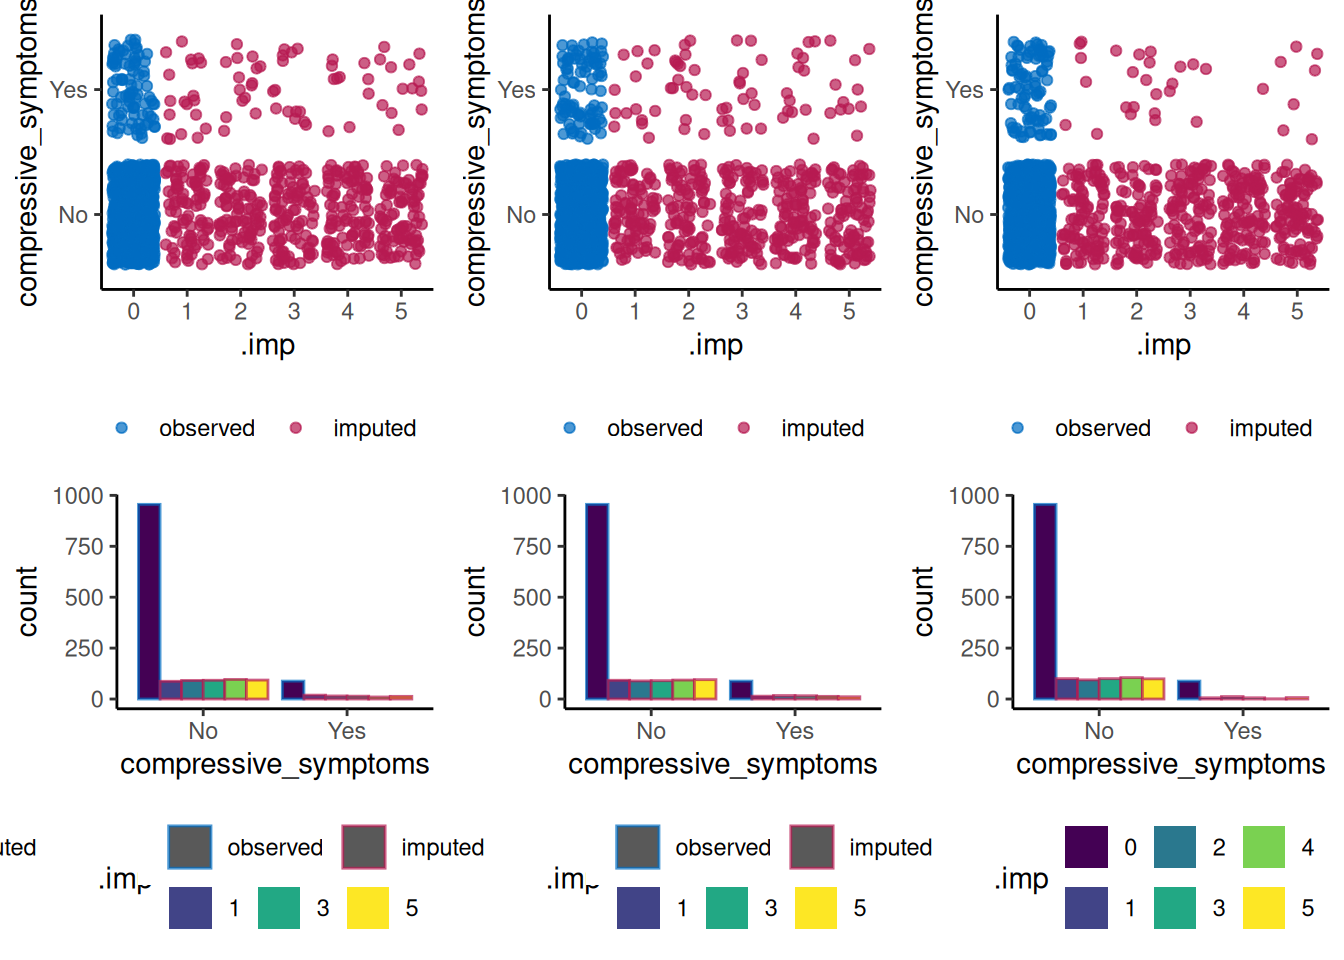 compressive_symptoms
Yes
No
0 1 2 3 4 5
.imp
observed imputed
compressive_symptoms
Yes
No
0 1 2 3 4 5
.imp
observed imputed
compressive_symptoms
Yes
No
0 1 2 3 4 5
.imp
observed imputed
count
1000
750
500
250
0
No Yes
compressive_symptoms
count
1000
750
500
250
0
No Yes
compressive_symptoms
count
1000
750
500
250
0
No Yes
compressive_symptoms
uted
observed imputed
.imp
1 3 5
observed imputed
.imp
1 3 5
.imp
0 2 4
1 3 5